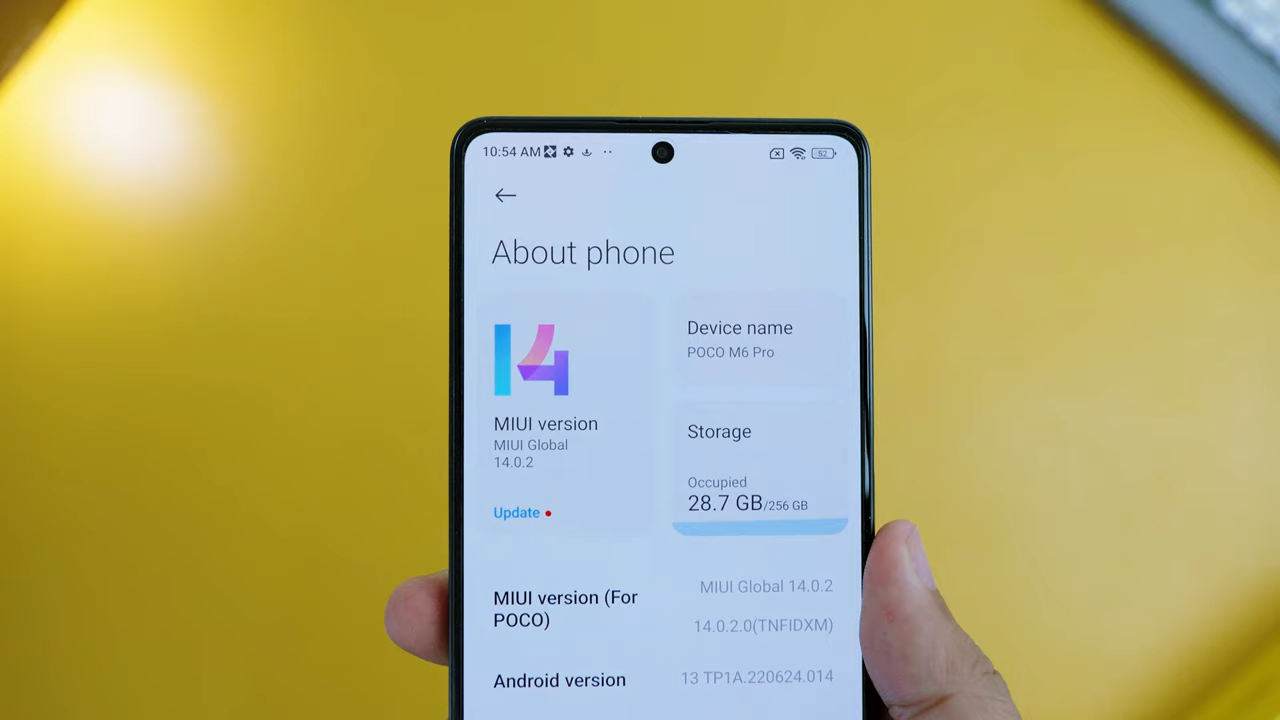 10:54 AM
52
About phone
14
MIUI version
MIUI Global
14.0.2
Update
Device name
POCO M6 Pro
Storage
Occupied
28.7 GB/256 GB
MIUI version (For
POCO)
MIUI Global 14.0.2
14.0.2.0(TNFIDXM)
Android version
13 TP1A.220624.014